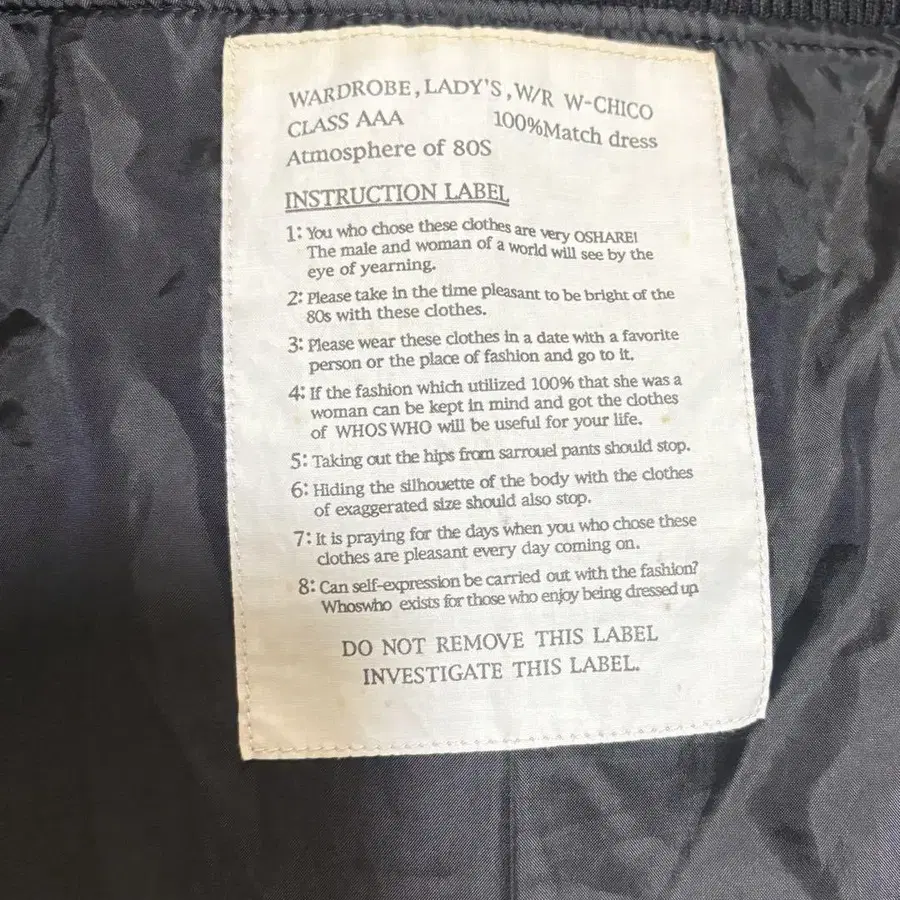 WARDROBE,LADY'S,W/R W-CHICO
CLASS AAA 100%Match dress
Atmosphere of 80S
INSTRUCTION LABEL
1: You who chose these clothes are very OSHARE!
The male and woman of a world will see by the
eye of yearning.
2: Please take in the time pleasant to be bright of the
80s with these clothes.
3: Please wear these clothes in a date with a favorite
person or the place of fashion and go to it.
4: If the fashion which utilized 100% that she was a
woman can be kept in mind and got the clothes
of WHOS WHO will be useful for your life.
5: Taking out the hips from sarrouel pants should stop.
6: Hiding the silhouette of the body with the clothes
of exaggerated size should also stop.
7: It is praying for the days when you who chose these
clothes are pleasant every day coming on.
8: Can self-expression be carried out with the fashion?
Whoswho exists for those who enjoy being dressed up
DO NOT REMOVE THIS LABEL
INVESTIGATE THIS LABEL.